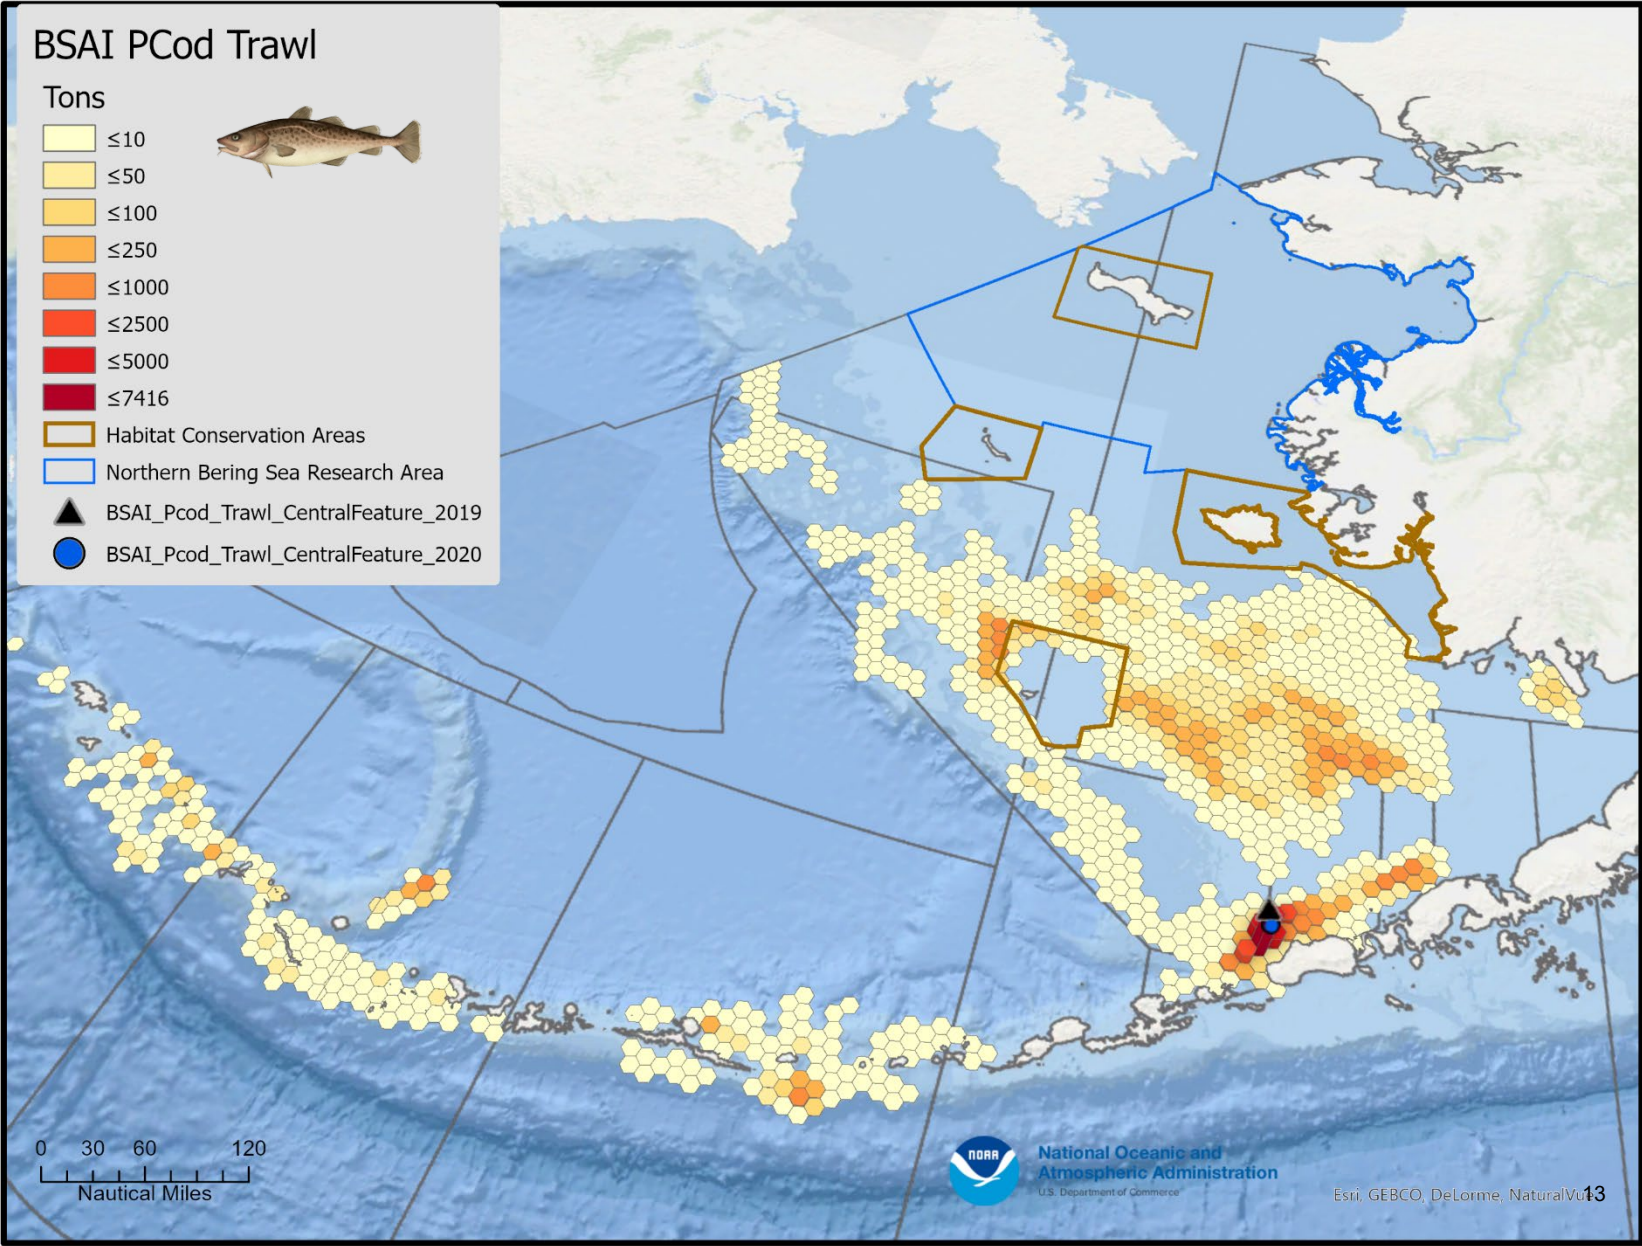 BSAI PCod Trawl
Tons
≤10
≤50
≤100
≤250
≤1000
≤2500
≤5000
≤7416
Habitat Conservation Areas
Northern Bering Sea Research Area
BSAI_Pcod_Trawl_CentralFeature_2019
BSAI_Pcod_Trawl_CentralFeature_2020
0 30 60 120
Nautical Miles
NOAA
National Oceanic and
Atmospheric Administration
U.S. Department of Commerce
Esri, GEBCO, DeLorme, NaturalVue
13